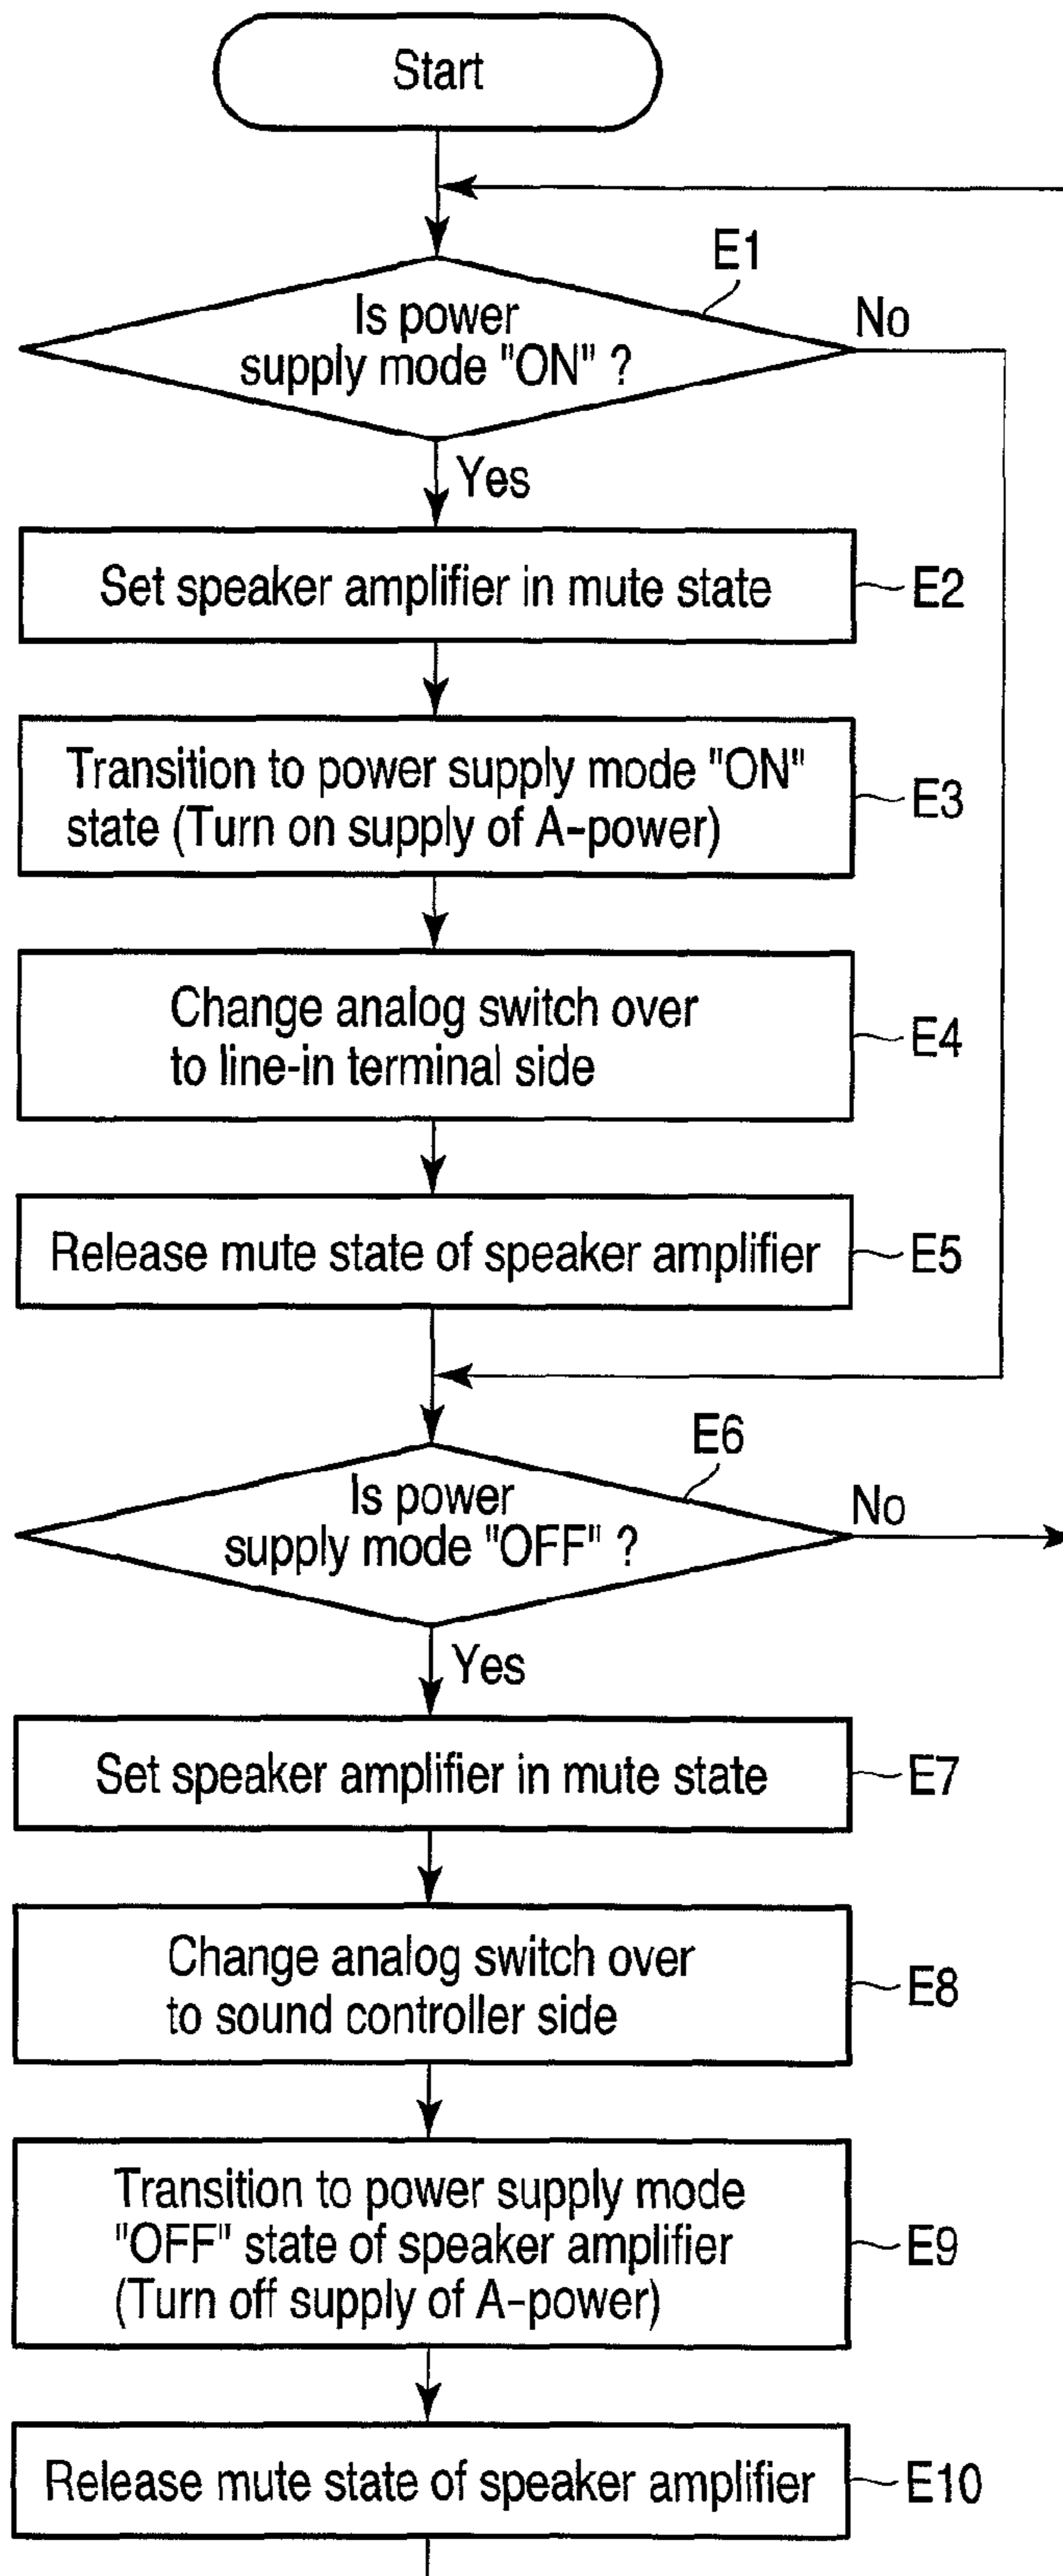 Start
E1
Is power
supply mode "ON" ?
No
Yes
Set speaker amplifier in mute state
E2
Transition to power supply mode "ON"
state (Turn on supply of A-power)
E3
Change analog switch over
to line-in terminal side
E4
Release mute state of speaker amplifier
E5
E6
Is power
supply mode "OFF" ?
No
Yes
Set speaker amplifier in mute state
E7
Change analog switch over
to sound controller side
E8
Transition to power supply mode
"OFF" state of speaker amplifier
(Turn off supply of A-power)
E9
Release mute state of speaker amplifier
E10